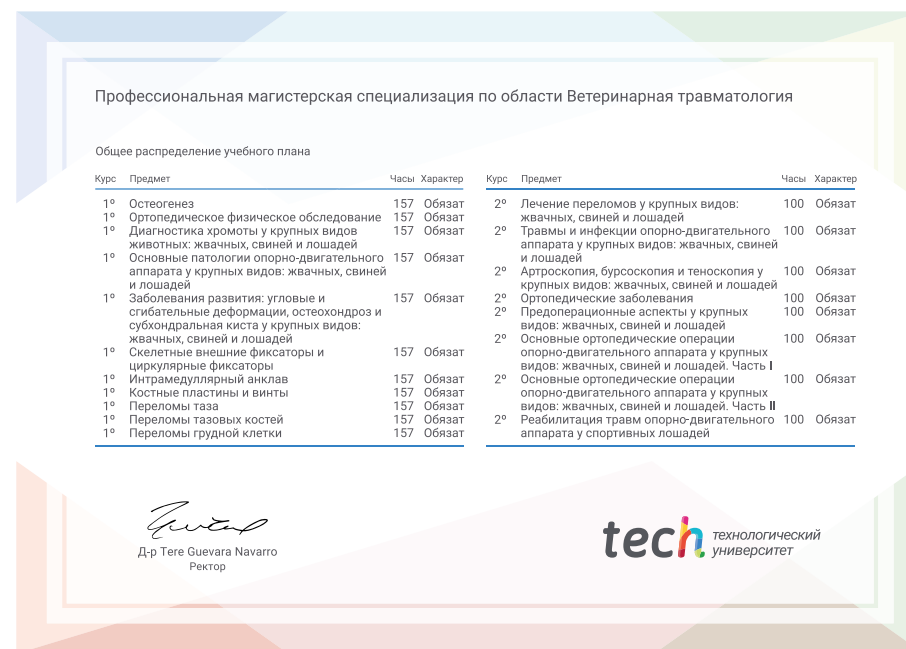 Профессиональная магистерская специализация по области Ветеринарная травматология
Общее распределение учебного плана
Курс Предмет Часы Характер
1º Остеогенез 157 Обязат
1º Ортопедическое физическое обследование 157 Обязат
1º Диагностика хромоты у крупных видов 157 Обязат
животных: жвачных, свиней и лошадей
1º Основные патологии опорно-двигательного 157 Обязат
аппарата у крупных видов: жвачных, свиней
и лошадей
1º Заболевания развития: угловые и 157 Обязат
сгибательные деформации, остеохондроз и
субхондральная киста у крупных видов:
жвачных, свиней и лошадей
1º Скелетные внешние фиксаторы и 157 Обязат
циркулярные фиксаторы
1º Интрамедуллярный анклав 157 Обязат
1º Костные пластины и винты 157 Обязат
1º Переломы таза 157 Обязат
1º Переломы тазовых костей 157 Обязат
1º Переломы грудной клетки 157 Обязат
Курс Предмет Часы Характер
2º Лечение переломов у крупных видов: 100 Обязат
жвачных, свиней и лошадей
2º Травмы и инфекции опорно-двигательного 100 Обязат
аппарата у крупных видов: жвачных, свиней
и лошадей
2º Артроскопия, бурсоскопия и теноскопия у 100 Обязат
крупных видов: жвачных, свиней и лошадей
2º Ортопедические заболевания 100 Обязат
2º Предоперационные аспекты у крупных 100 Обязат
видов: жвачных, свиней и лошадей
2º Основные ортопедические операции 100 Обязат
опорно-двигательного аппарата у крупных
видов: жвачных, свиней и лошадей. Часть I
2º Основные ортопедические операции 100 Обязат
опорно-двигательного аппарата у крупных
видов: жвачных, свиней и лошадей. Часть II
2º Реабилитация травм опорно-двигательного 100 Обязат
аппарата у спортивных лошадей
Д-р Tere Guevara Navarro
Ректор
tech технологический
университет